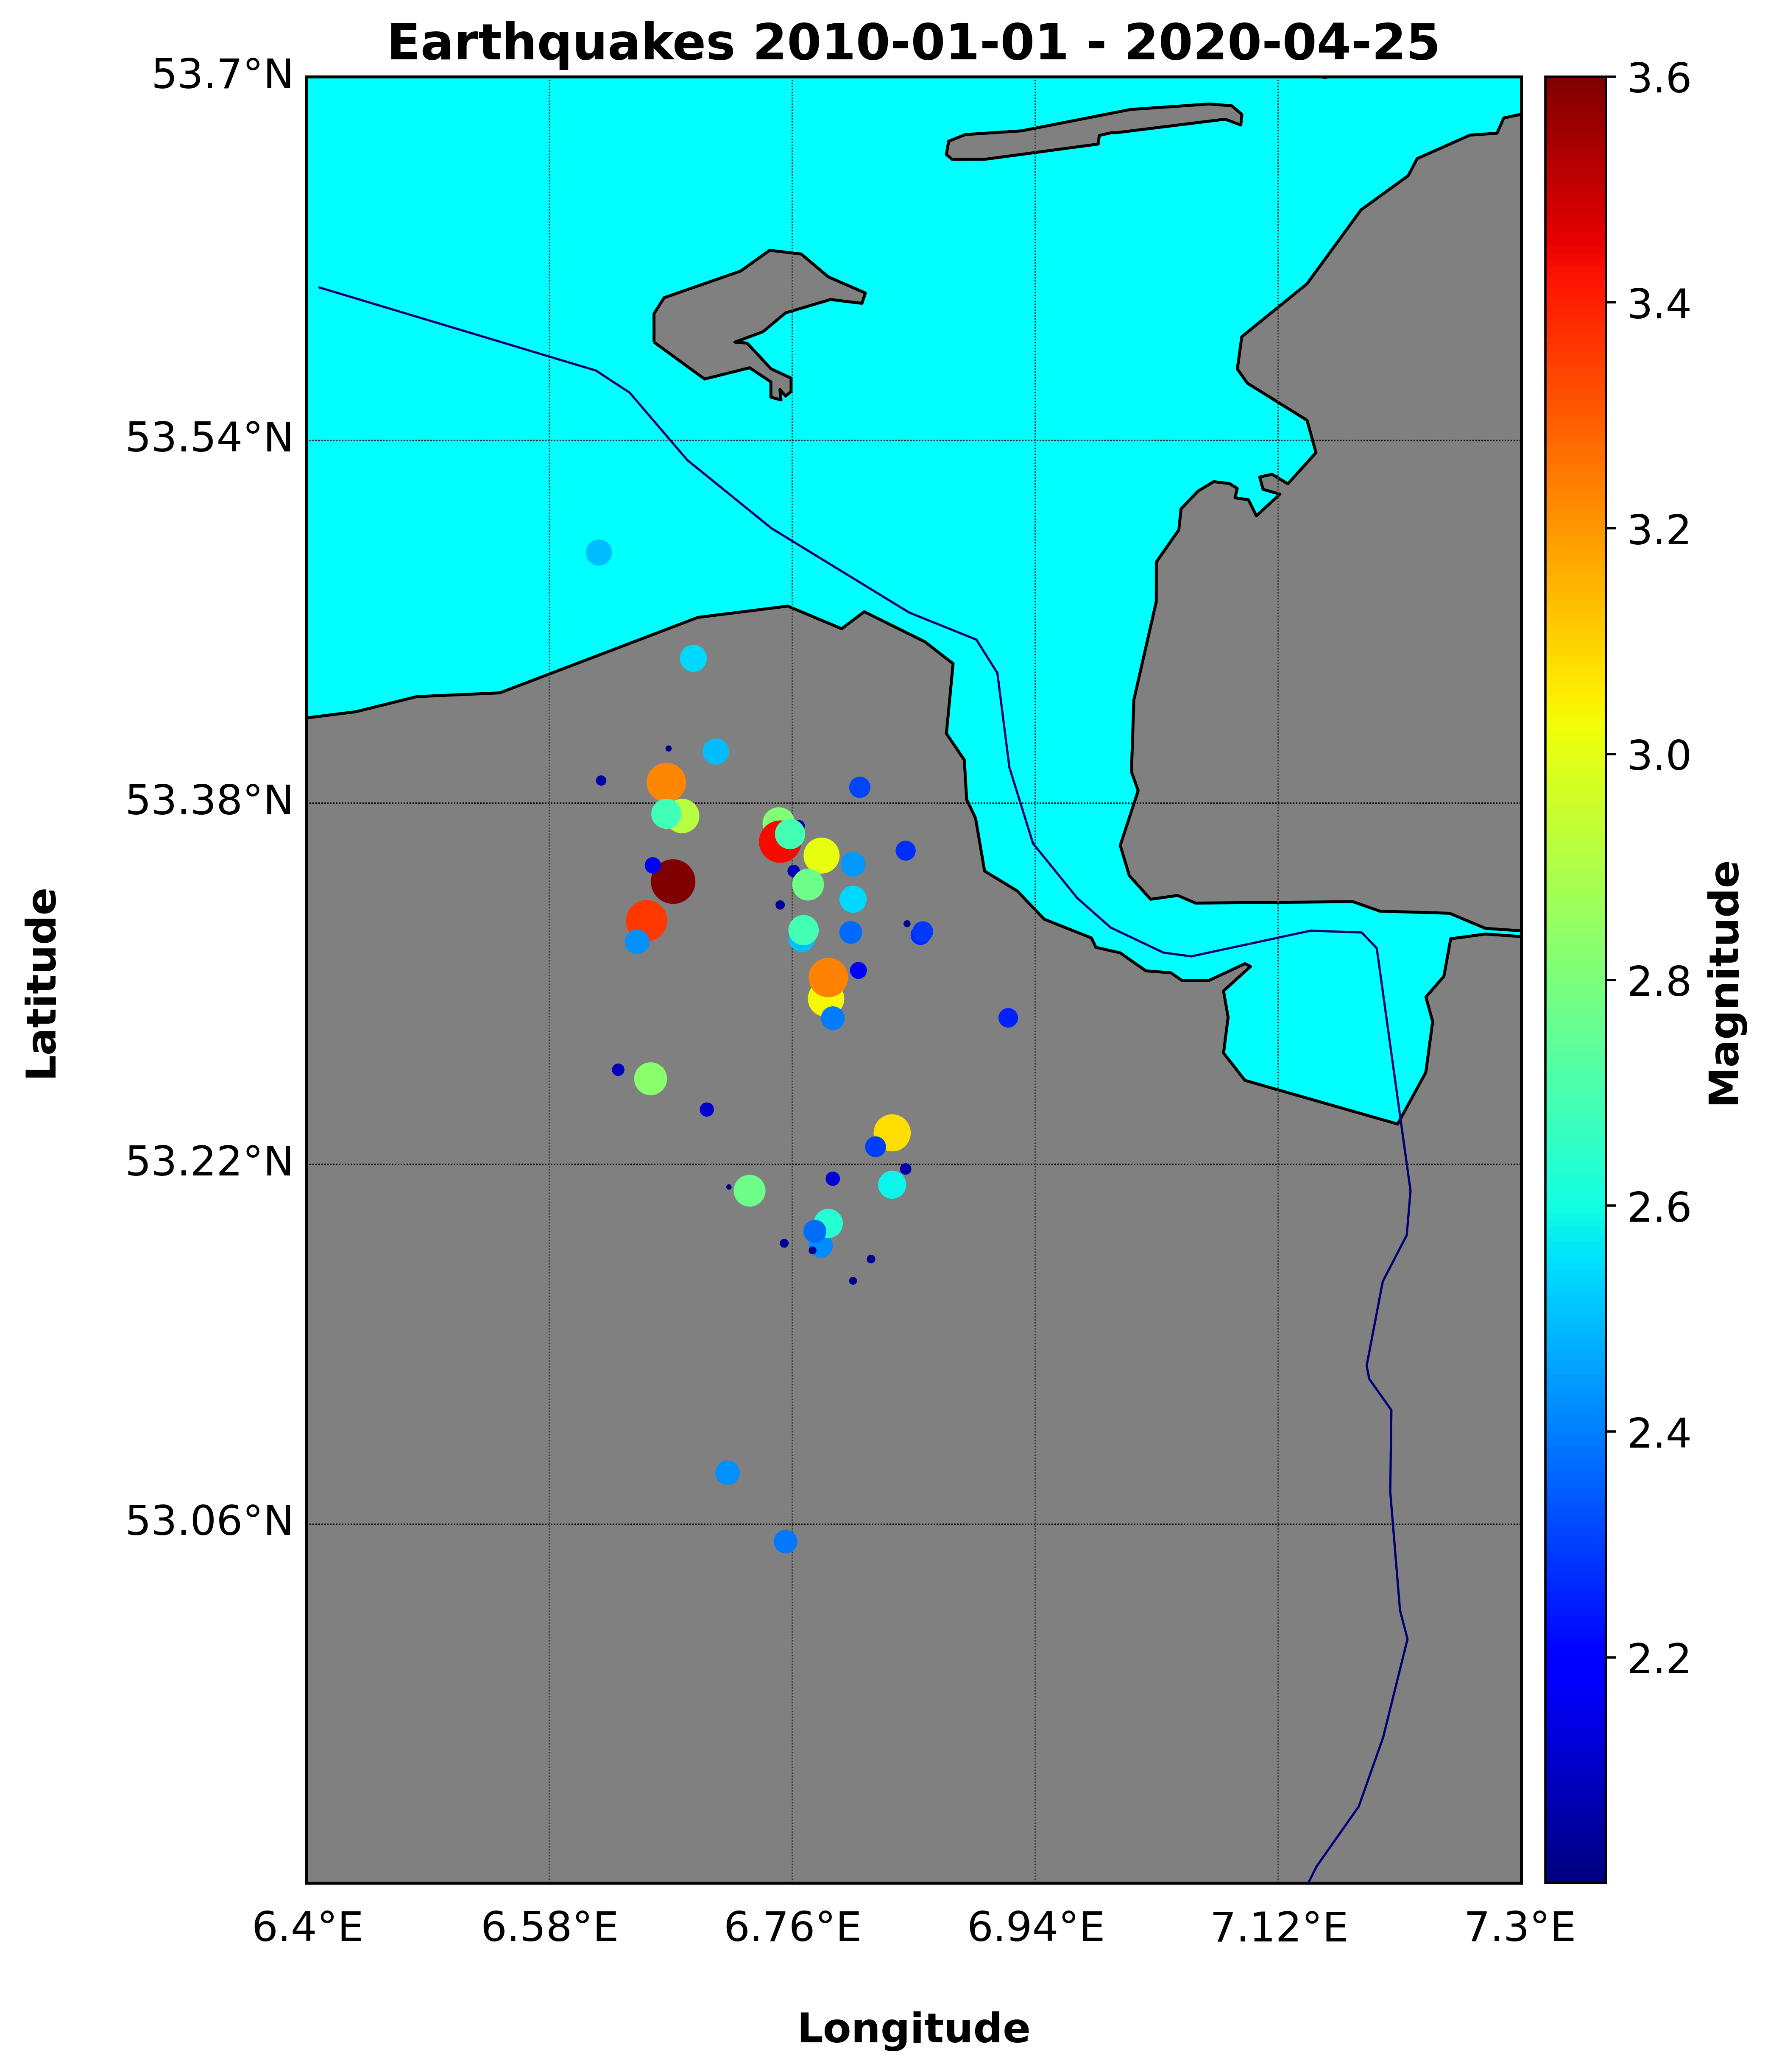 Earthquakes 2010-01-01 - 2020-04-25
53.7°N
53.54°N
53.38°N
53.22°N
53.06°N
Latitude
6.4°E 6.58°E 6.76°E 6.94°E 7.12°E 7.3°E
Longitude
3.6
3.4
3.2
3.0
2.8
2.6
2.4
2.2
Magnitude